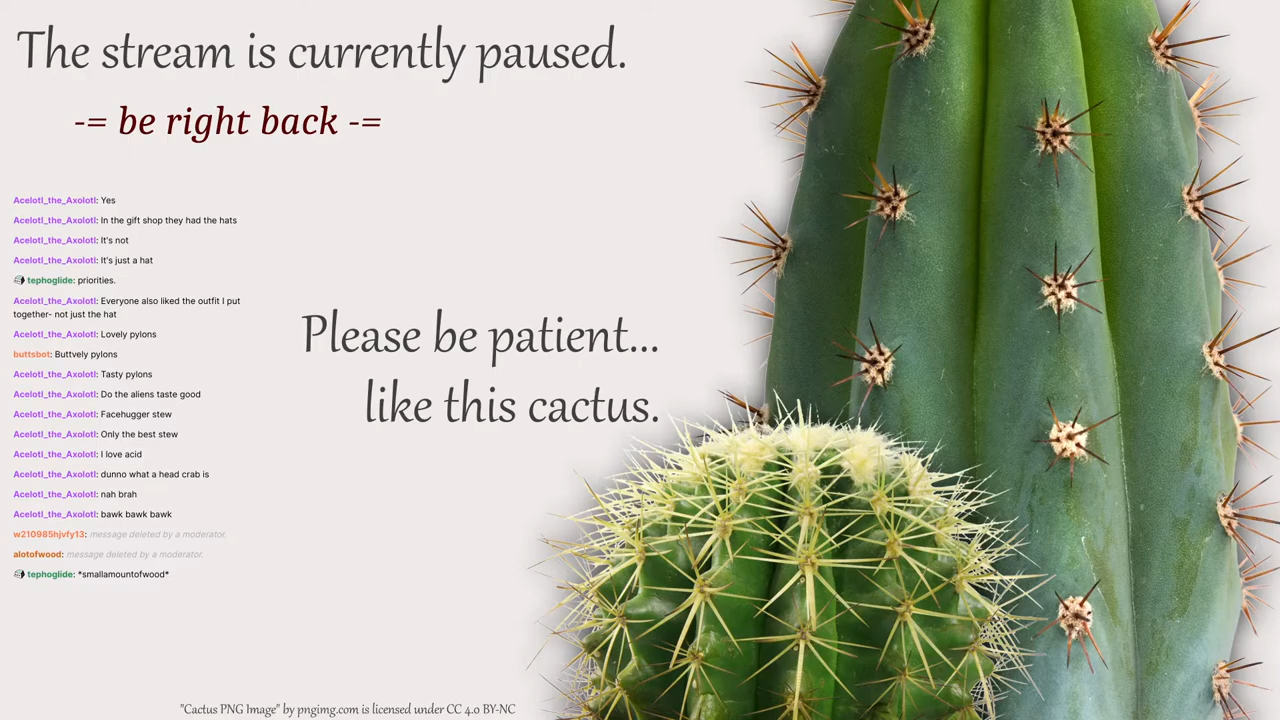 The stream is currently paused.
-= be right back -=
Acelotl_the_Axolotl: Yes
Acelotl_the_Axolotl: In the gift shop they had the hats
Acelotl_the_Axolotl: It's not
Acelotl_the_Axolotl: It's just a hat
tephoglide: priorities.
Acelotl_the_Axolotl: Everyone also liked the outfit I put
together- not just the hat
Acelotl_the_Axolotl: Lovely pylons
buttsbot: Buttvely pylons
Acelotl_the_Axolotl: Tasty pylons
Acelotl_the_Axolotl: Do the aliens taste good
Acelotl_the_Axolotl: Facehugger stew
Acelotl_the_Axolotl: Only the best stew
Acelotl_the_Axolotl: I love acid
Acelotl_the_Axolotl: dunno what a head crab is
Acelotl_the_Axolotl: nah brah
Acelotl_the_Axolotl: bawk bawk bawk
w210985hjvfy13: message deleted by a moderator.
alotofwood: message deleted by a moderator.
tephoglide: *smallamountofwood*
Please be patient...
like this cactus.
"Cactus PNG Image" by pngimg.com is licensed under CC 4.0 BY-NC